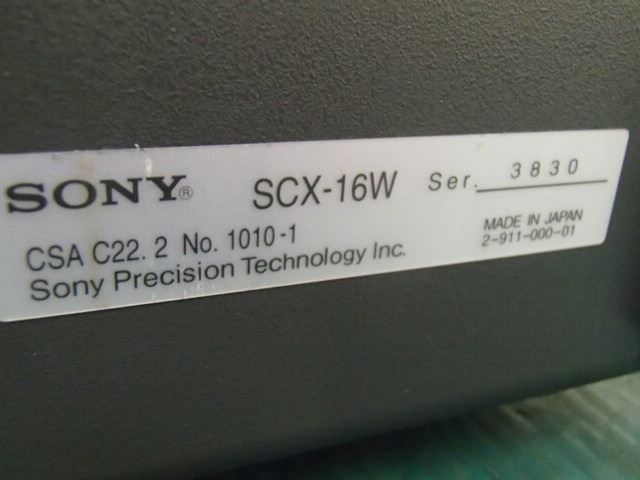 SONY® SCX-16W Ser. 3830
CSA C22. 2 No. 1010-1 MADE IN JAPAN
Sony Precision Technology Inc. 2-911-000-01